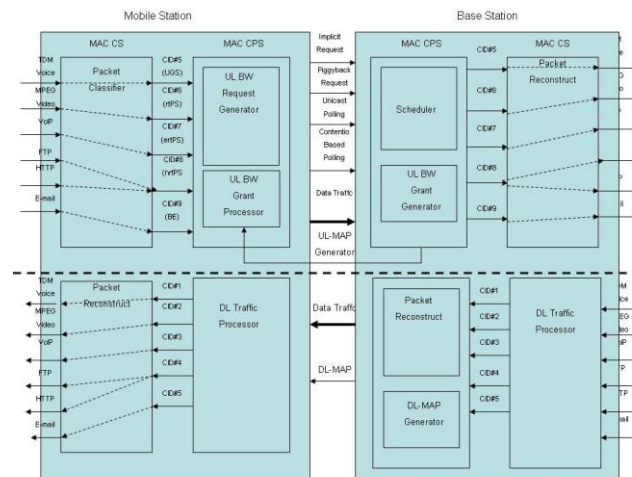 Mobile Station
Base Station
MAC CS
MAC CPS
Implicit
Request
MAC CPS
MAC CS
TDM
Voice
MPEG
Video
VoIP
FTP
HTTP
E-mail
Packet
Classifier
CID#5
(UGS)
CID#6
(rtPS)
CID#7
(ertPS)
CID#8
(nrtPS
CID#9
(BE)
UL BW
Request
Generator
UL BW
Grant
Processor
Piggyback
Request
Unicast
Polling
Contentio
Based
Polling
Data Traffc
UL-MAP
Generator
Scheduler
UL BW
Grant
Generator
CID#5
CID#6
CID#7
CID#8
CID#9
Packet
Reconstruct
TDM
Voice
MPEG
Video
VoIP
FTP
HTTP
E-mail
Packet
Reconstruct
CID#1
CID#2
CID#3
CID#4
CID#5
DL Traffic
Processor
Data Traffc
DL-MAP
Packet
Reconstruct
DL-MAP
Generator
CID#1
CID#2
CID#3
CID#4
CID#5
DL Traffic
Processor